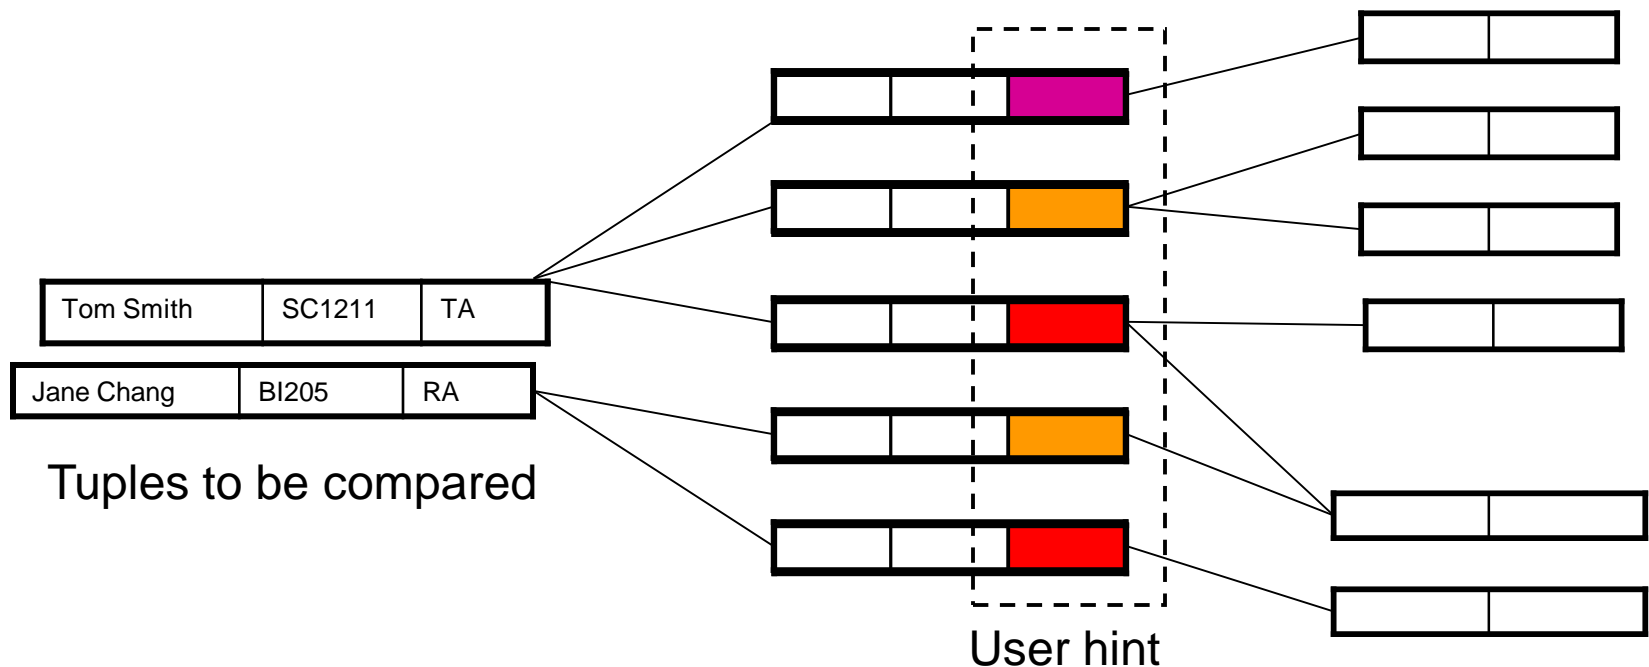 Tom Smith SC1211 TA
Jane Chang BI205 RA
Tuples to be compared
User hint